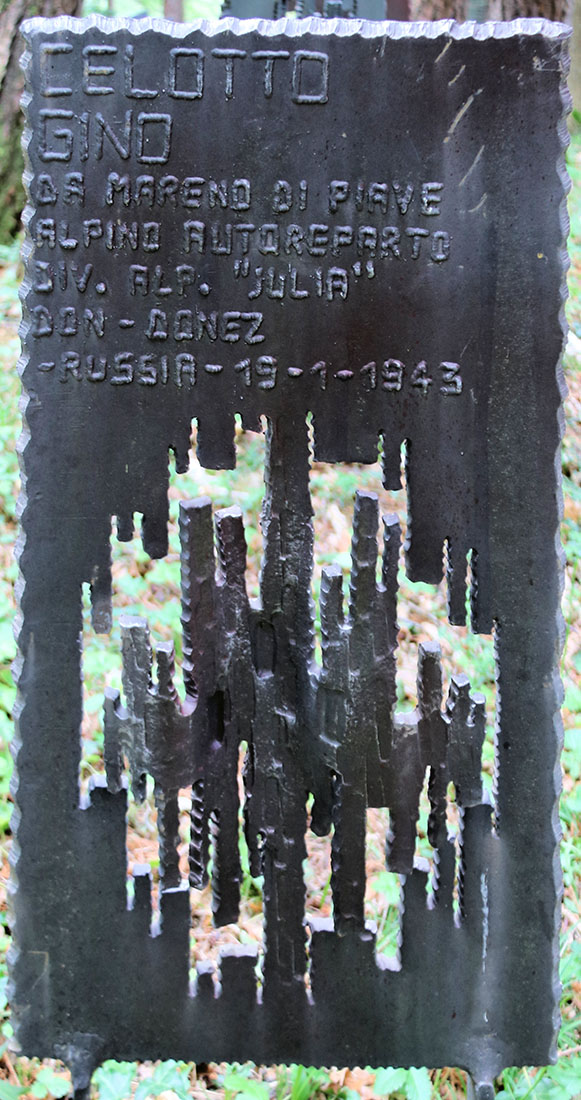 CELOTTO
GINO
DA MARENO DI PIAVE
ALPINO AUTOREPARTO
DIV. ALP. "JULIA"
DON - DONEZ
-RUSSIA-19-1-1943